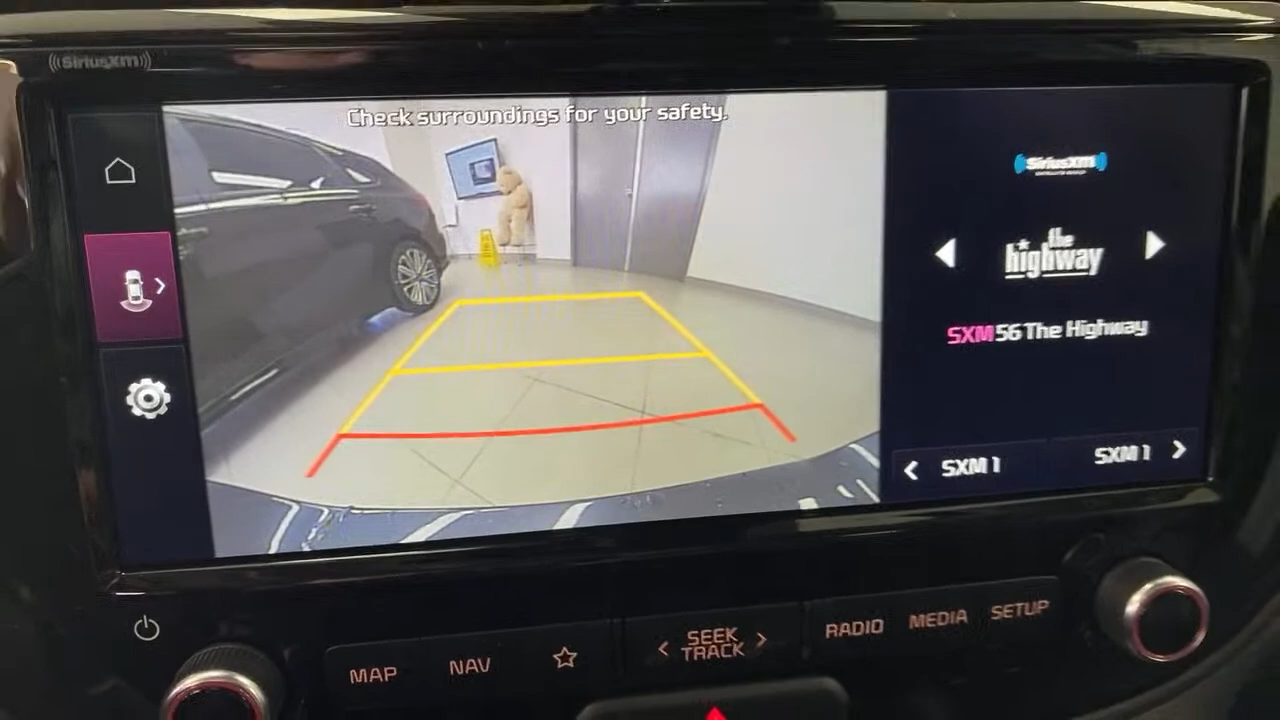 SiriusXm
Check surroundings for your safety.
SiriusXm
the
highway
SXM 56 The Highway
SXM 1
SXM 1
MAP
NAV
SEEK
TRACK
RADIO
MEDIA
SETUP